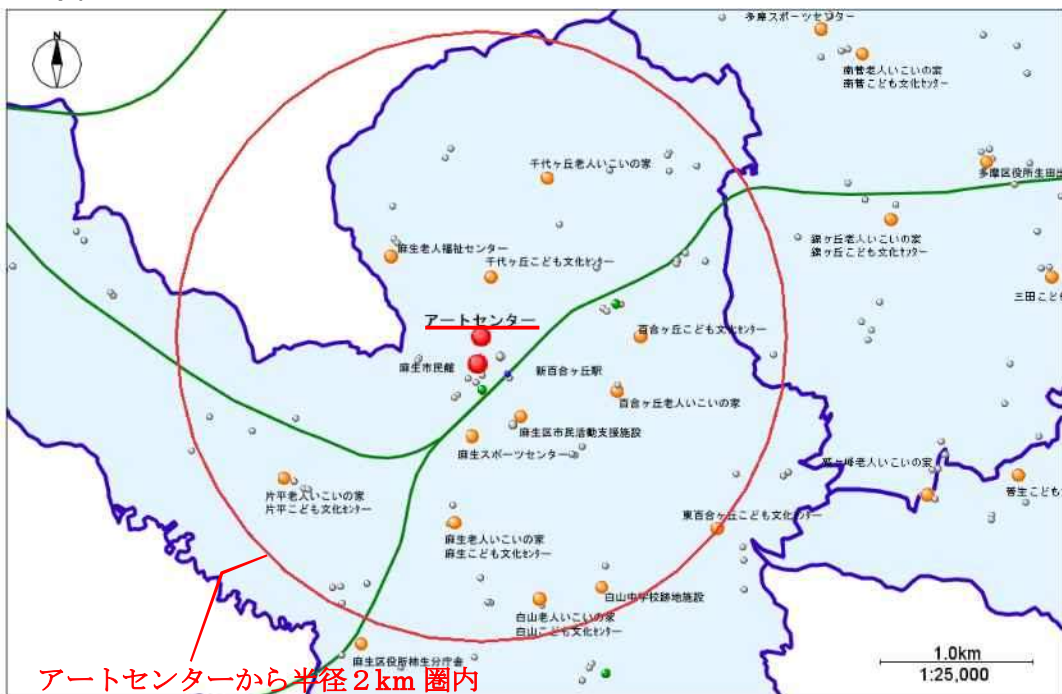 多摩スポーツセンター
N
南菅老人いこいの家
南菅こども文化センター
千代ヶ丘老人いこいの家
多摩区役所生田出
麻生老人福祉センター
千代ヶ丘こども文化センター
錦ヶ丘老人いこいの家
錦ヶ丘こども文化センター
三田こども
アートセンター
百合ヶ丘こども文化センター
麻生市民館
新百合ヶ丘駅
百合ヶ丘老人いこいの家
麻生区市民活動支援施設
麻生スポーツセンター
老人いこいの家
片平老人いこいの家
片平こども文化センター
菅生こども
東百合ヶ丘こども文化センター
麻生老人いこいの家
麻生こども文化センター
白山中学校跡地施設
白山老人いこいの家
白山こども文化センター
麻生区役所柿生分庁舎
1.0km
1:25,000
アートセンターから半径2km 圏内